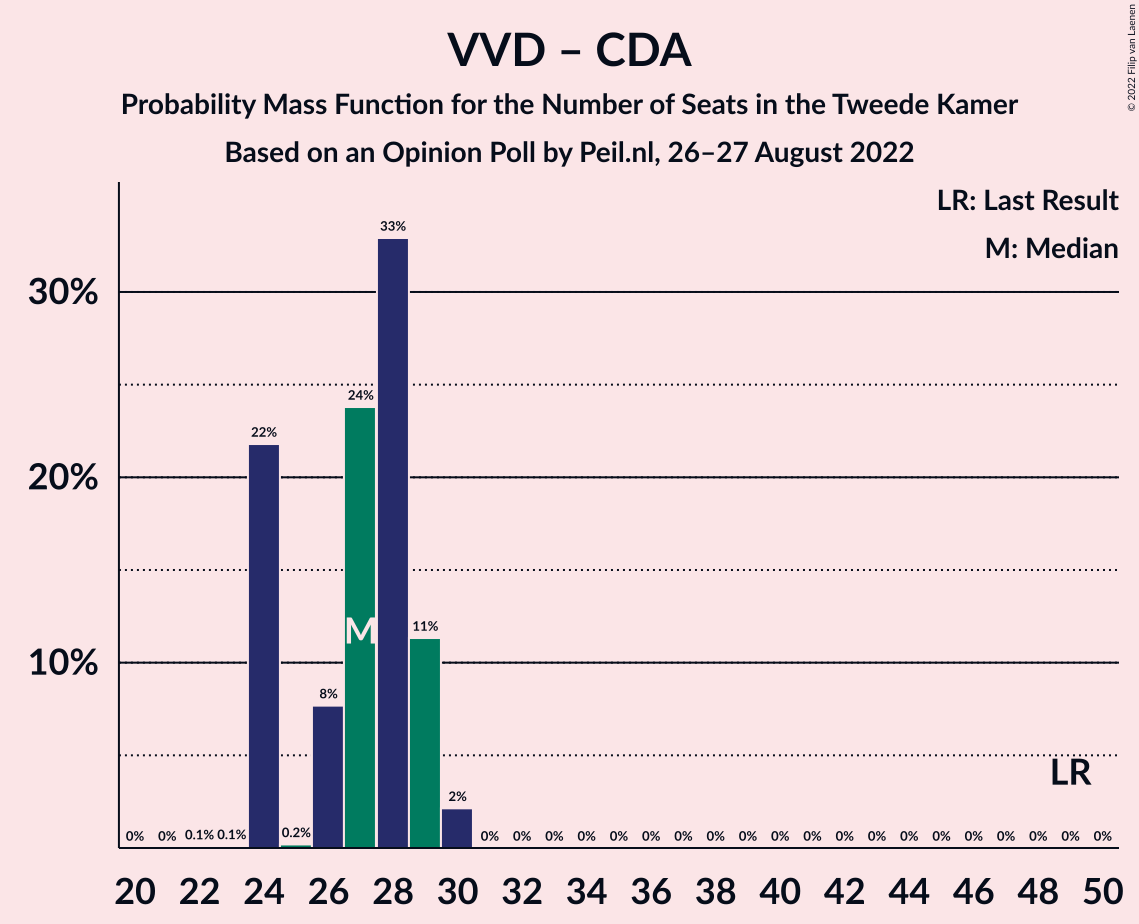 VVD – CDA
Probability Mass Function for the Number of Seats in the Tweede Kamer
Based on an Opinion Poll by Peil.nl, 26–27 August 2022
© 2022 Filip van Laenen
LR: Last Result
M: Median
30%
20%
10%
0% 0% 0.1% 0.1% 22% 0.2% 8% 24% 33% 11% 2% 0% 0% 0% 0% 0% 0% 0% 0% 0% 0% 0% 0% 0% 0% 0% 0% 0% 0% 0% 0%
M
LR
20 22 24 26 28 30 32 34 36 38 40 42 44 46 48 50